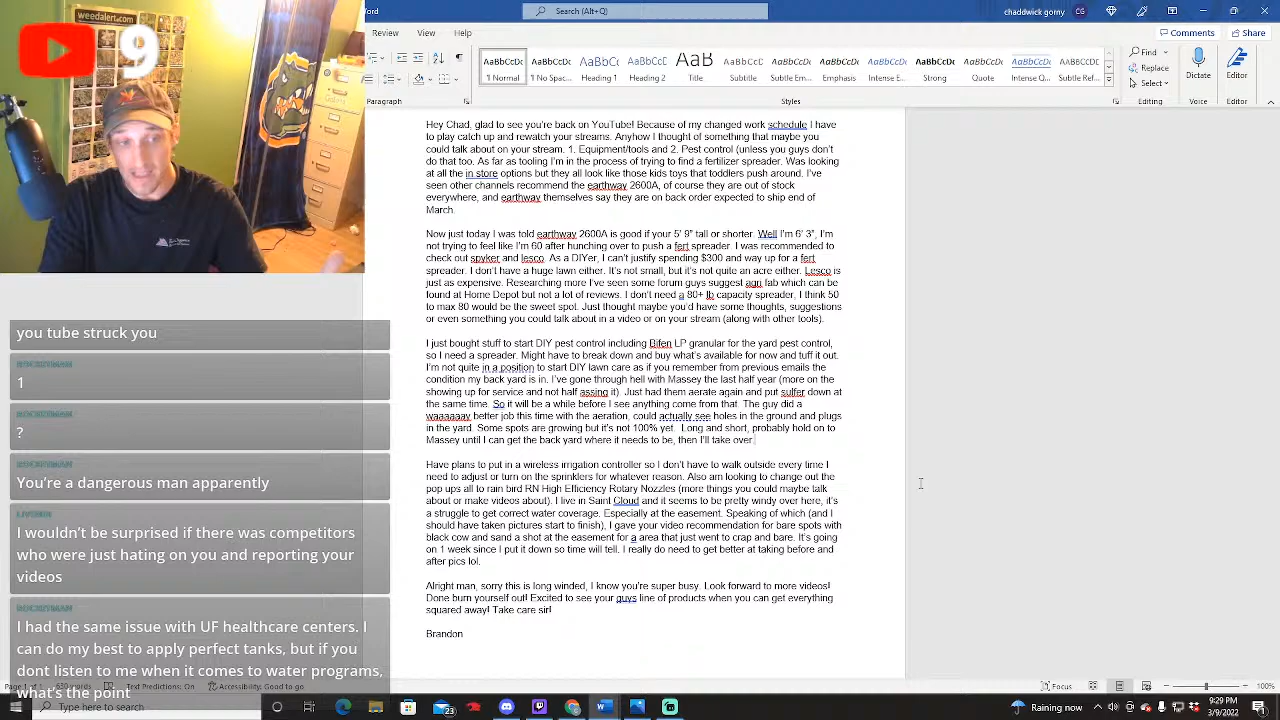 weedalert.com
9
Search (Alt+Q)
chadwick gomy
CG
Review
View
Help
Comments
Share
AaBbCcDc
AaBbCcDc
AaBbCc
AaBbCcD
AaB
AaBbCcD
AaBbCcDc
AaBbCcDc
AaBbCcDc
AaBbCcDc
AaBbCcDc
AaBbCcDc
AaBbCcDc
¶ Normal
¶ No Spac...
Heading 1
Heading 2
Title
Subtitle
Subtle Em...
Emphasis
Intense E...
Strong
Quote
Intense Q...
Subtle Ref...
Find
Replace
Select
Dictate
Editor
Paragraph
Styles
Editing
Voice
Editor
Hey Chad, glad to see you're back on YouTube! Because of my changed work schedule I have
to play catch up and rewatch your streams. Anyhow I thought of something that maybe you
could talk about on your stream. 1. Equipment/tools and 2. Pest control (unless you guys don't
do that too. As far as tooling I'm in the process of trying to find a fertilizer spreader. Was looking
at all the in store options but they all look like those kids toys that toddlers push around. I've
seen other channels recommend the earthway 2600A, of course they are out of stock
everywhere, and earthway themselves say they are on back order expected to ship end of
March.
Now just today I was told earthway 2600A is good if your 5' 9" tall or shorter. Well I'm 6' 3", I'm
not trying to feel like I'm 60 after hunching over to push a fert spreader. I was recommended to
check out spyker and lesco. As a DIYer, I can't justify spending $300 and way up for a fert
spreader. I don't have a huge lawn either. It's not small, but it's not quite an acre either. Lesco is
just as expensive. Researching more I've seen some forum guys suggest agri fab which can be
found at Home Depot but not a lot of reviews. I don't need a 80+ lb capacity spreader, I think 50
to max 80 would be the sweet spot. Just thought maybe you'd have some thoughts, suggestions
or even something you could talk about in a video or on your stream (along with other tools).
I just bought stuff to start DIY pest control including Bifen LP granular for the yard pest control,
so I need a spreader. Might have to break down and buy what's available for now and tuff it out.
I'm not quite in a position to start DIY lawn care as if you remember from previous emails the
condition my back yard is in. I've gone through hell with Massey the last half year (more on the
showing up for service and not half assing it). Just had them aerate again and put sulfer down at
the same time. So it will be a while before I see anything come from that. The guy did a
waaaaaay better job this time with the aeration, could actually see holes in the ground and plugs
in the yard. Some spots are growing but it's not 100% yet. Long and short, probably hold on to
Massey until I can get the back yard where it needs to be, then I'll take over.
Have plans to put in a wireless irrigation controller so I don't have to walk outside every time I
need to adjust or turn on the sprinklers for whatever reason. Also am looking to change out the
pop ups all to rain bird RN High Efficiency Rotary Nozzles (more things you could maybe talk
about or make videos about). I live in Saint Cloud and it seems to be pretty windy over here, it's
a struggle to get correct water coverage. Especially at the easement. Speaking of which (and I
should have taken pictures start to finish), I gave your video recommendation for bare spots with
black cow and sand a shot at the easement for a area that just went to crap and bare. It's going
on 1 week since I put it down so time will tell. I really do need to get better at taking before and
after pics lol.
Alright man, sorry this is long winded, I know you're super busy. Look forward to more videos!
Done burn yourself out! Excited to see your guys line of products when you can get everything
squared away! Take care sir!
Brandon
you tube struck you
1
?
You're a dangerous man apparently
I wouldn't be surprised if there was competitors
who were just hating on you and reporting your
videos
I had the same issue with UF healthcare centers. I
can do my best to apply perfect tanks, but if you
dont listen to me when it comes to water programs,
what's the point
Text Predictions: On
Accessibility: Good to go
Focus
100%
Type here to search
Raining now
9:29 PM
3/9/2022